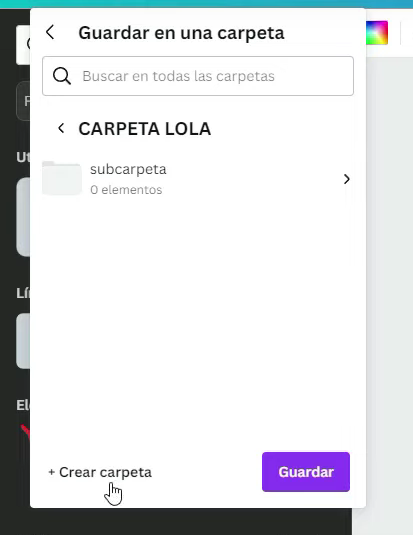 Guardar en una carpeta
Buscar en todas las carpetas
CARPETA LOLA
subcarpeta
0 elementos
+ Crear carpeta
Guardar